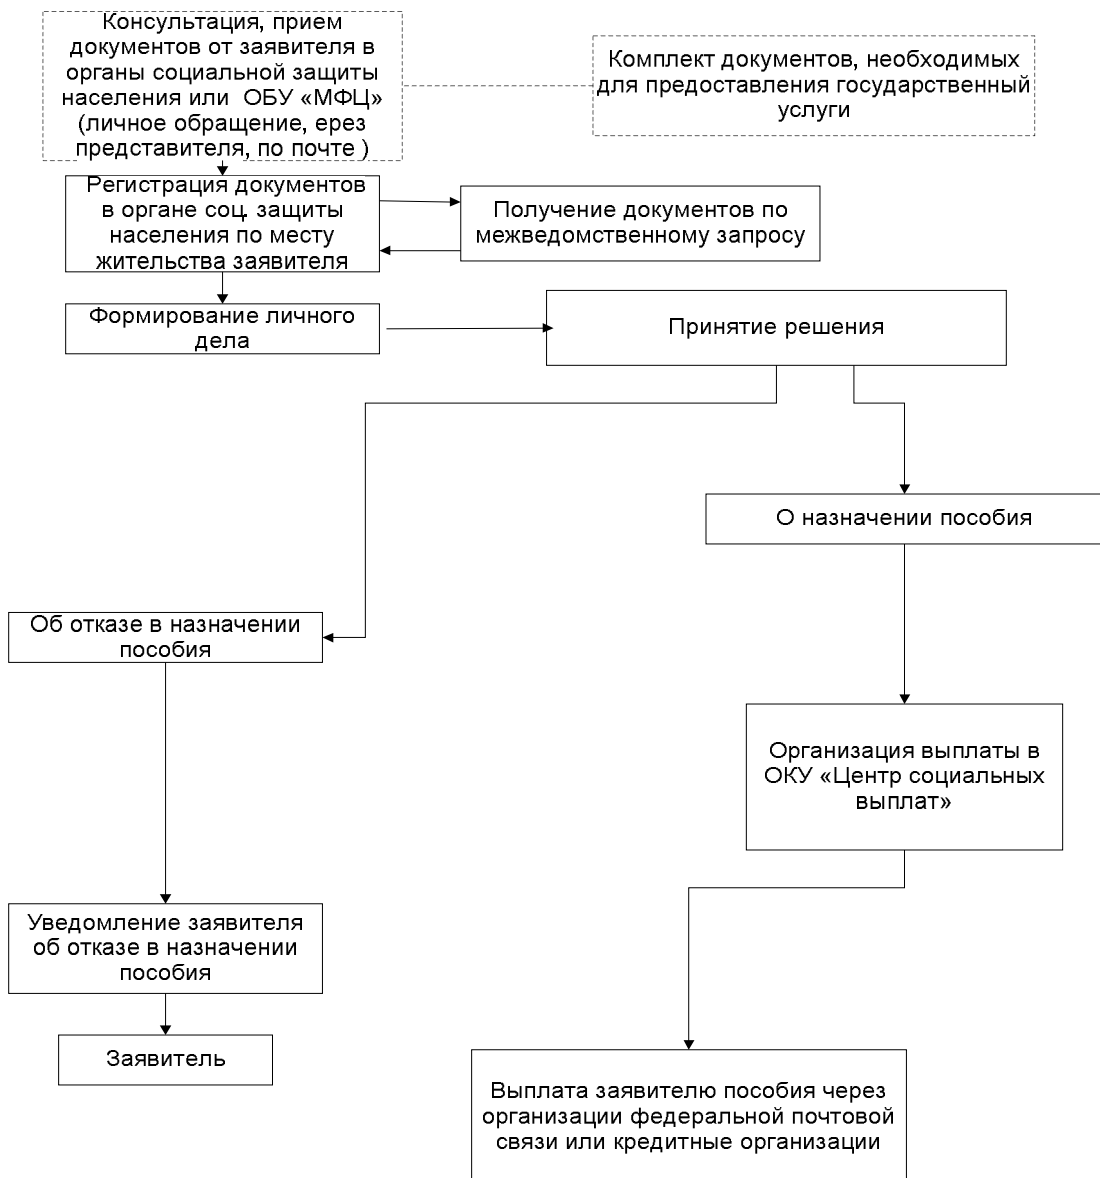 Консультация, прием
документов от заявителя в
органы социальной защиты
населения или ОБУ «МФЦ»
(личное обращение, ерез
представителя, по почте )
Комплект документов, необходимых
для предоставления государственный
услуги
Регистрация документов
в органе соц. защиты
населения по месту
жительства заявителя
Получение документов по
межведомственному запросу
Формирование личного
дела
Принятие решения
О назначении пособия
Об отказе в назначении
пособия
Организация выплаты в
ОКУ «Центр социальных
выплат»
Уведомление заявителя
об отказе в назначении
пособия
Заявитель
Выплата заявителю пособия через
организации федеральной почтовой
связи или кредитные организации